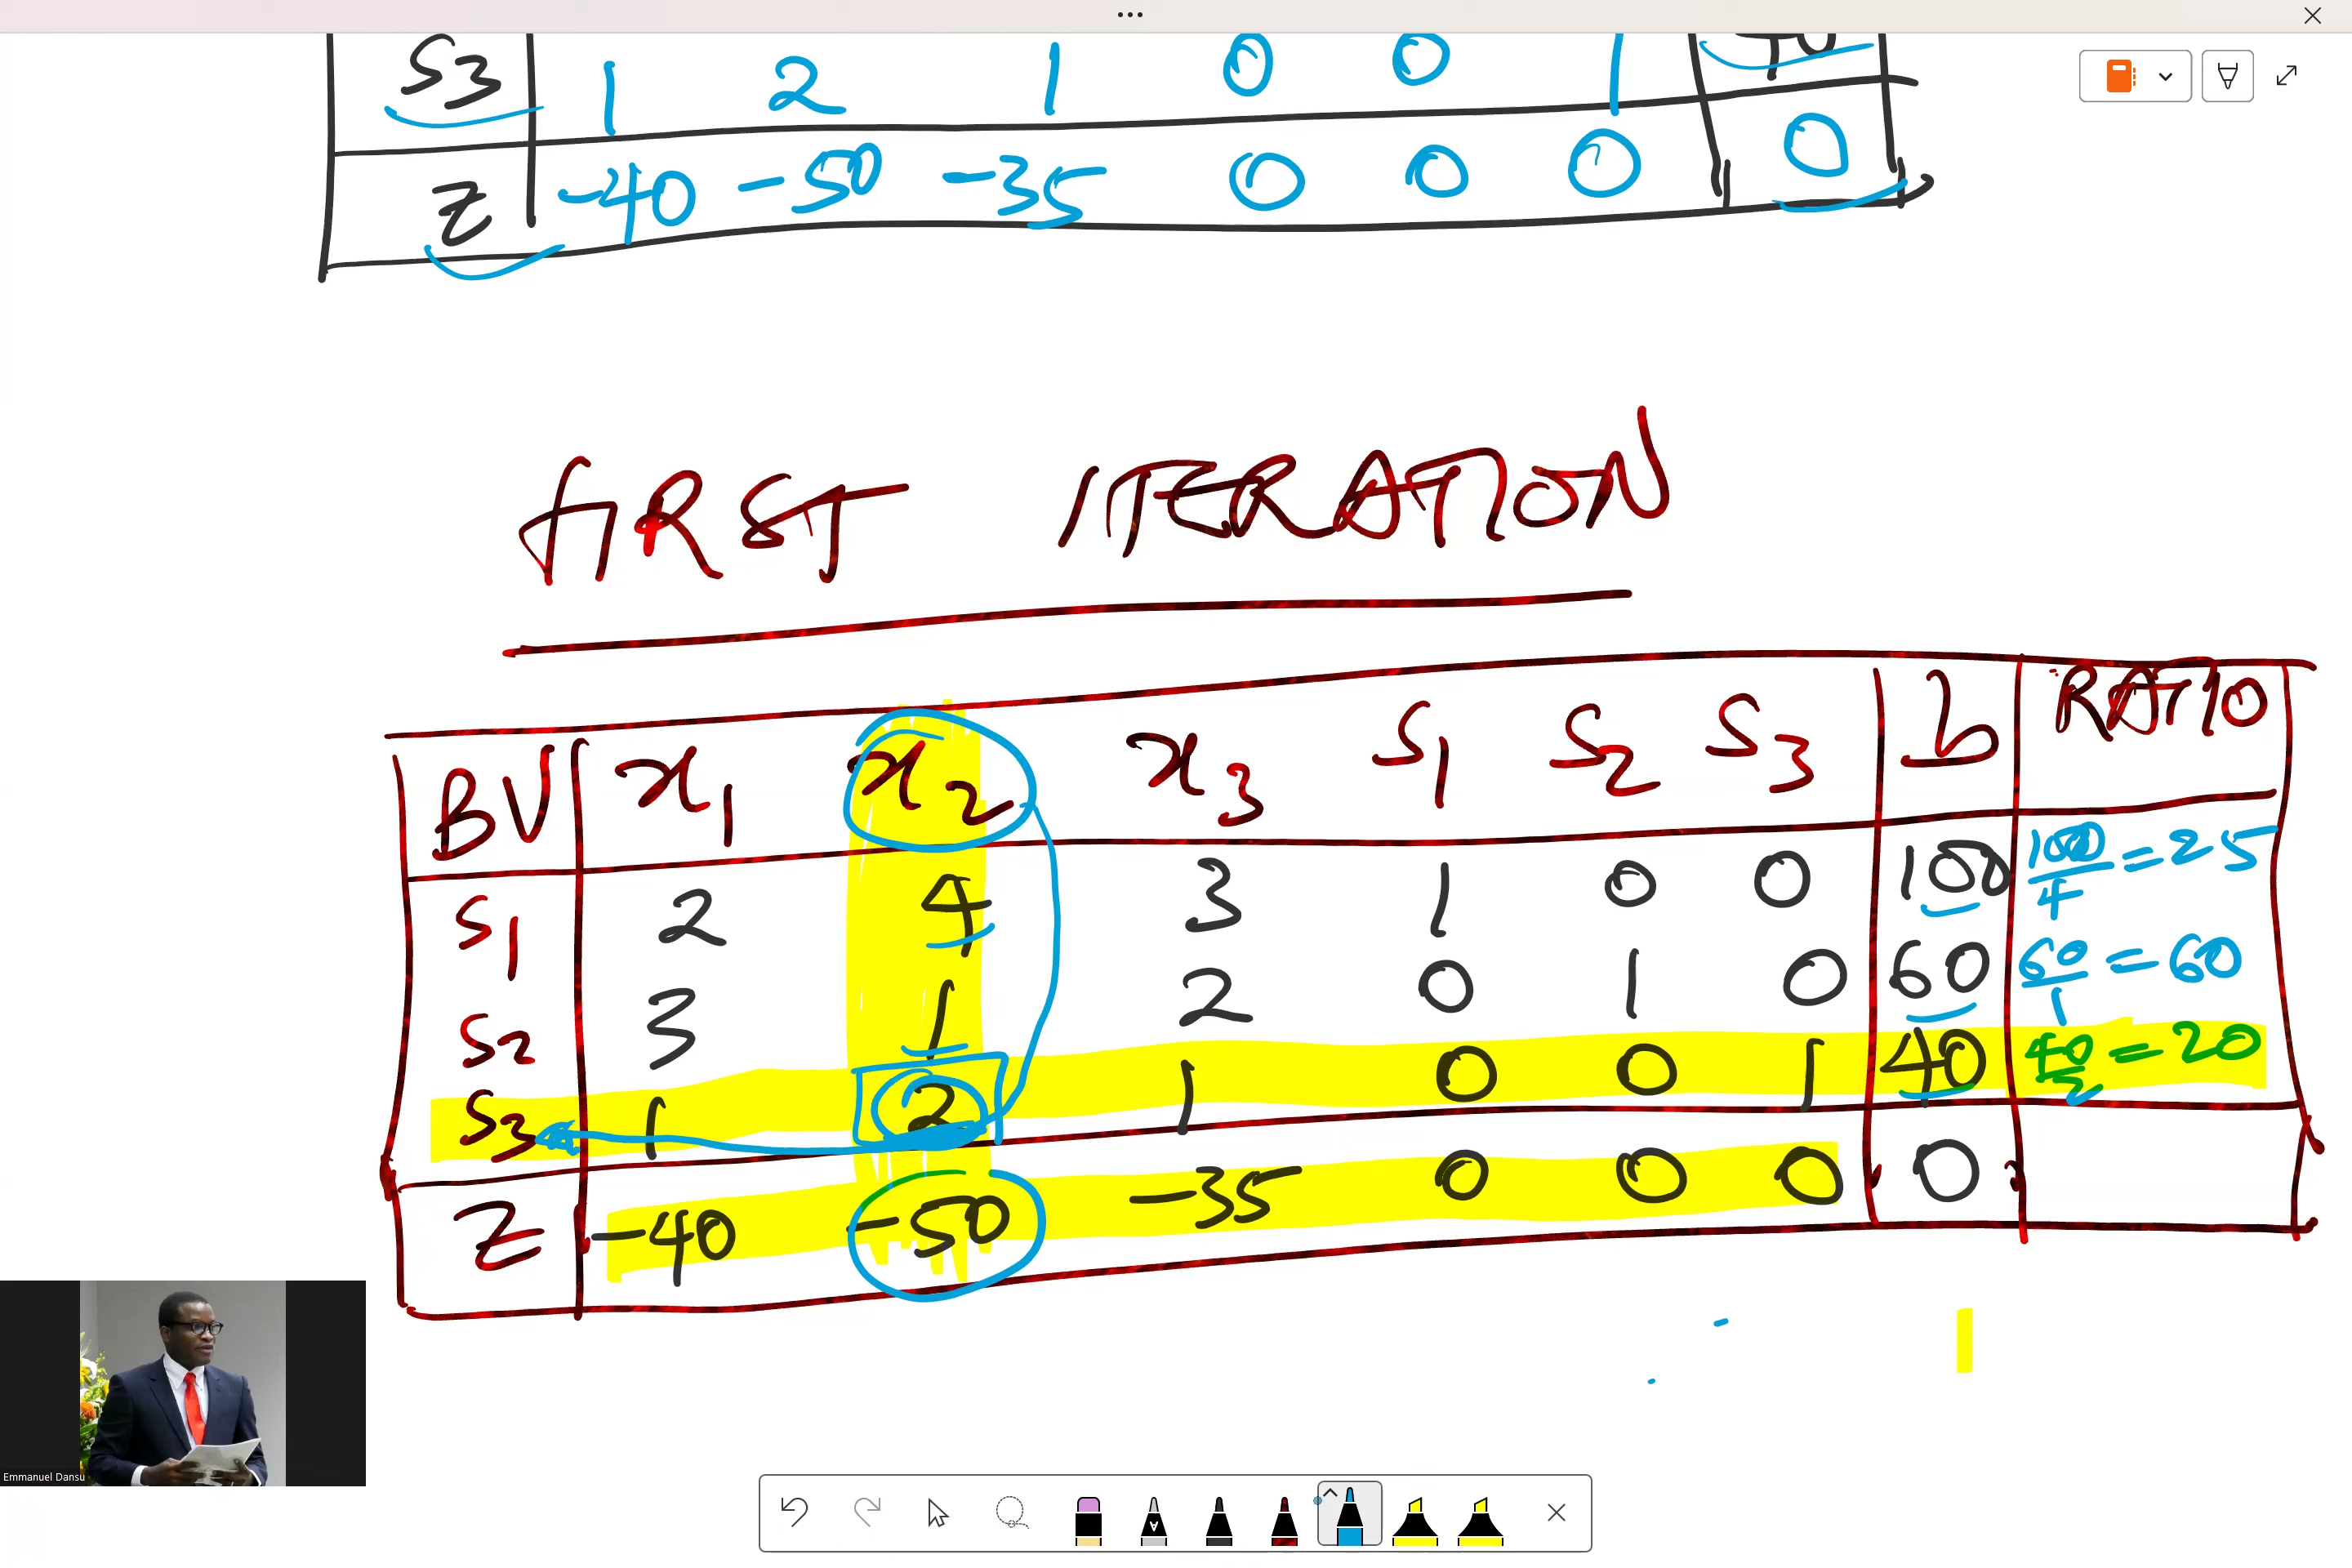 S3 1 2 1 0 0 1 40
Z -40 -50 -35 0 0 0 0
FIRST ITERATION
BV x1 x2 x3 S1 S2 S3 b RATIO
S1 2 4 3 1 0 0 100 100/4 = 25
S2 3 1 2 0 1 0 60 60/1 = 60
S3 1 2 1 0 0 1 40 40/2 = 20
Z -40 -50 -35 0 0 0 0
Emmanuel Dansu